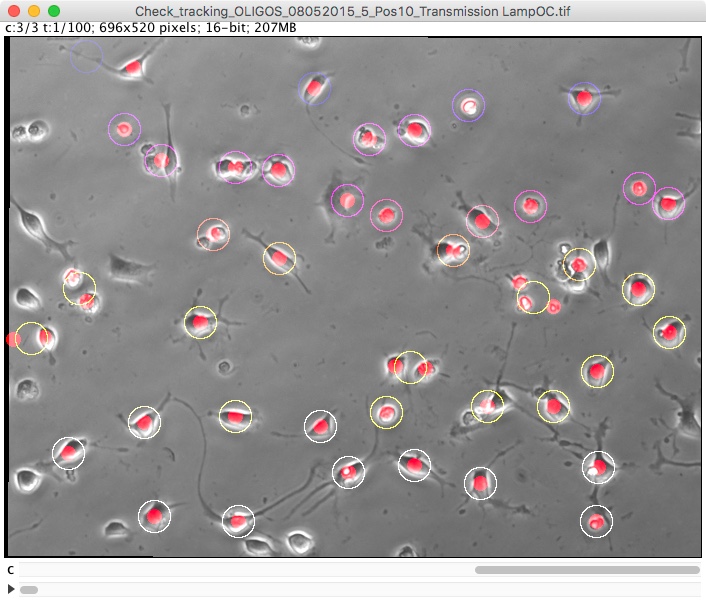 Check_tracking_OLIGOS_08052015_5_Pos10_Transmission LampOC.tif
c:3/3 t:1/100; 696x520 pixels; 16-bit; 207MB
c